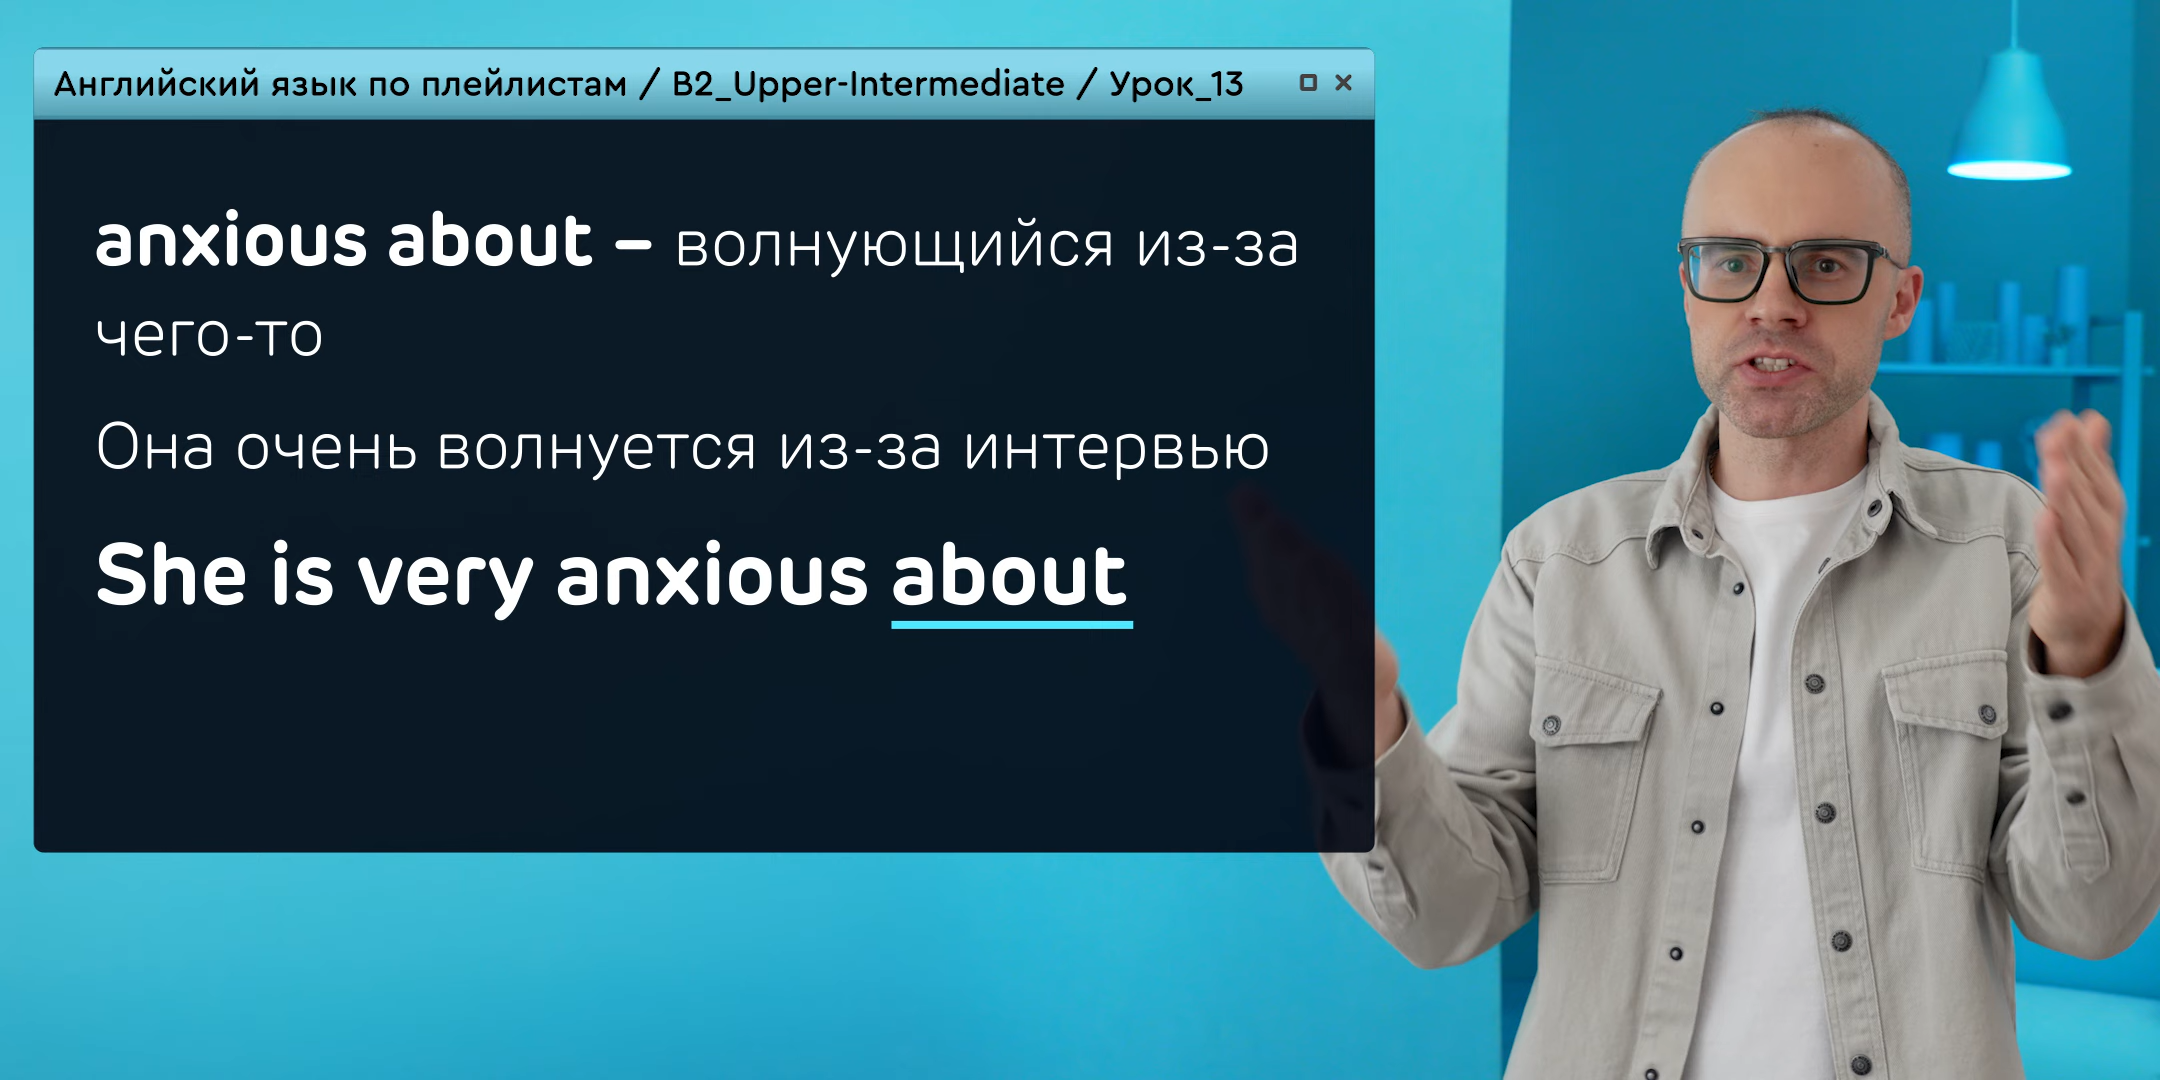 Английский язык по плейлистам / B2_Upper-Intermediate / Урок_13
anxious about – волнующийся из-за
чего-то
Она очень волнуется из-за интервью
She is very anxious about